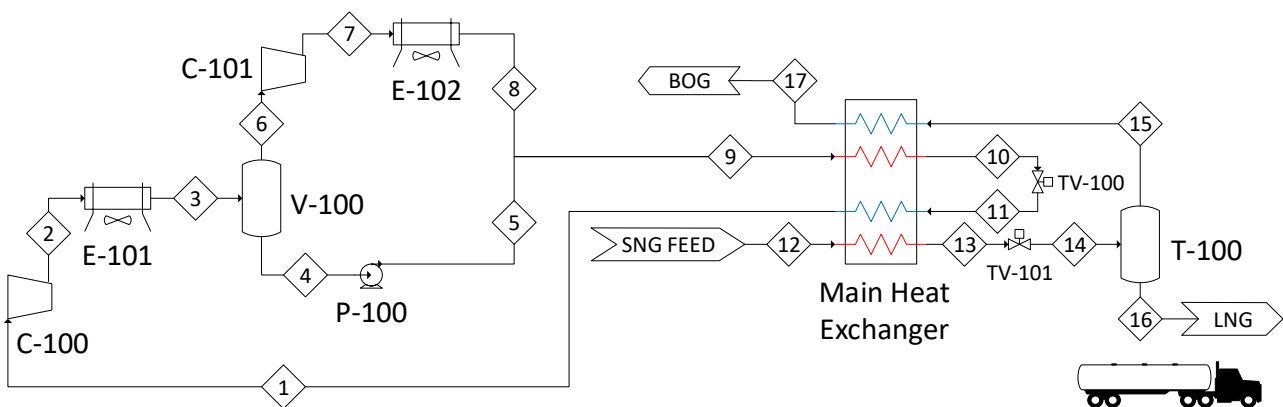 7
C-101
E-102
BOG
17
8
15
6
9
10
TV-100
3
V-100
11
2
E-101
5
SNG FEED
12
13
14
T-100
TV-101
4
P-100
Main Heat
Exchanger
16
LNG
C-100
1